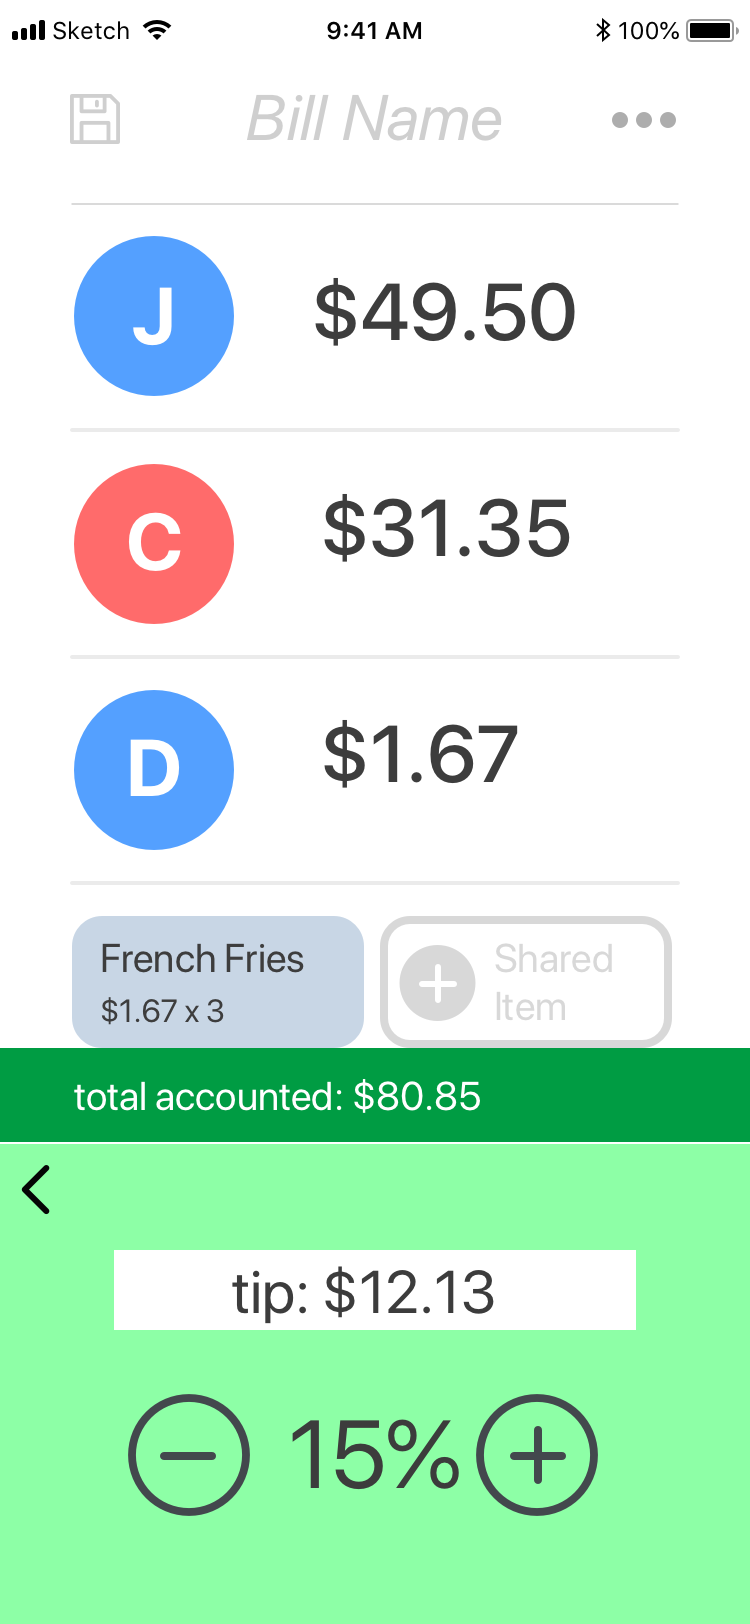 Sketch 9:41 AM 100%
Bill Name
J $49.50
C $31.35
D $1.67
French Fries
$1.67 x 3
Shared
Item
total accounted: $80.85
tip: $12.13
15%